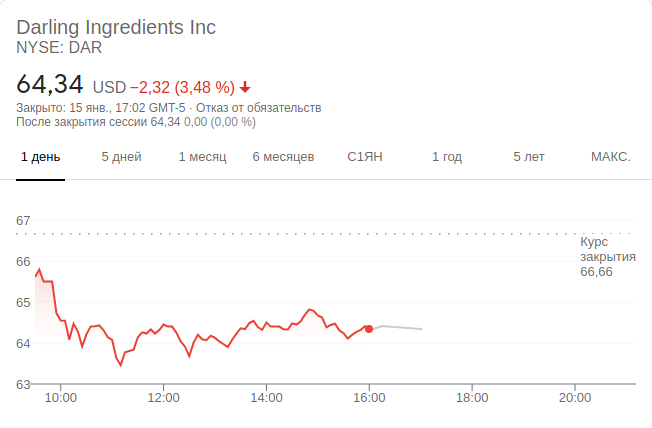 Darling Ingredients Inc
NYSE: DAR
64,34 USD −2,32 (3,48 %)
Закрыто: 15 янв., 17:02 GMT-5 · Отказ от обязательств
После закрытия сессии 64,34 0,00 (0,00 %)
1 день 5 дней 1 месяц 6 месяцев С1ЯН 1 год 5 лет МАКС.
67
Курс
закрытия
66,66
66
65
64
63
10:00 12:00 14:00 16:00 18:00 20:00